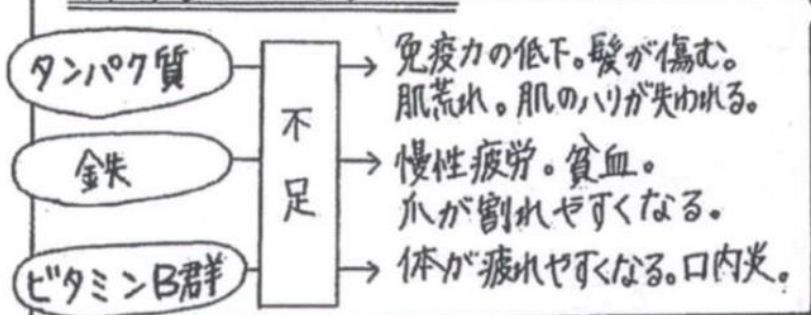 タンパク質
鉄
ビタミンB群
不足
免疫力の低下。髪が傷む。
肌荒れ。肌のハリが失われる。
慢性疲労。貧血。
爪が割れやすくなる。
体が疲れやすくなる。口内炎。